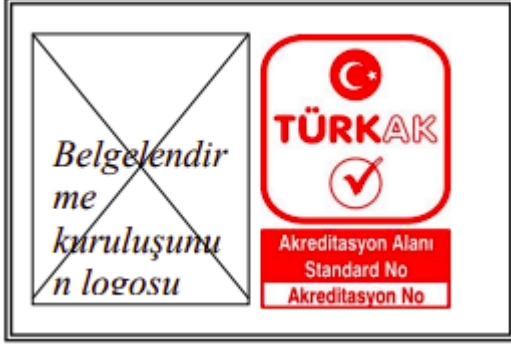 Belgelendir
me
kuruluşunu
n logosu
TÜRKAK
Akreditasyon Alanı
Standard No
Akreditasyon No